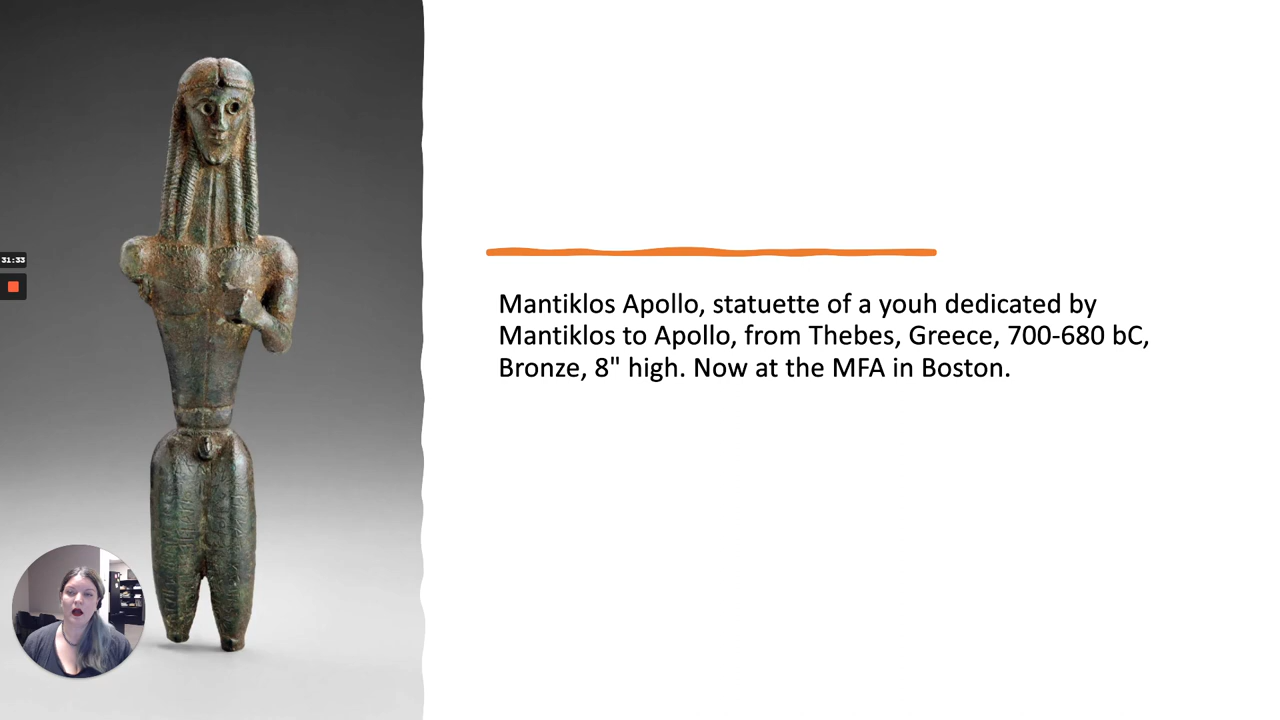 31:33
Mantiklos Apollo, statuette of a youh dedicated by
Mantiklos to Apollo, from Thebes, Greece, 700-680 bC,
Bronze, 8" high. Now at the MFA in Boston.